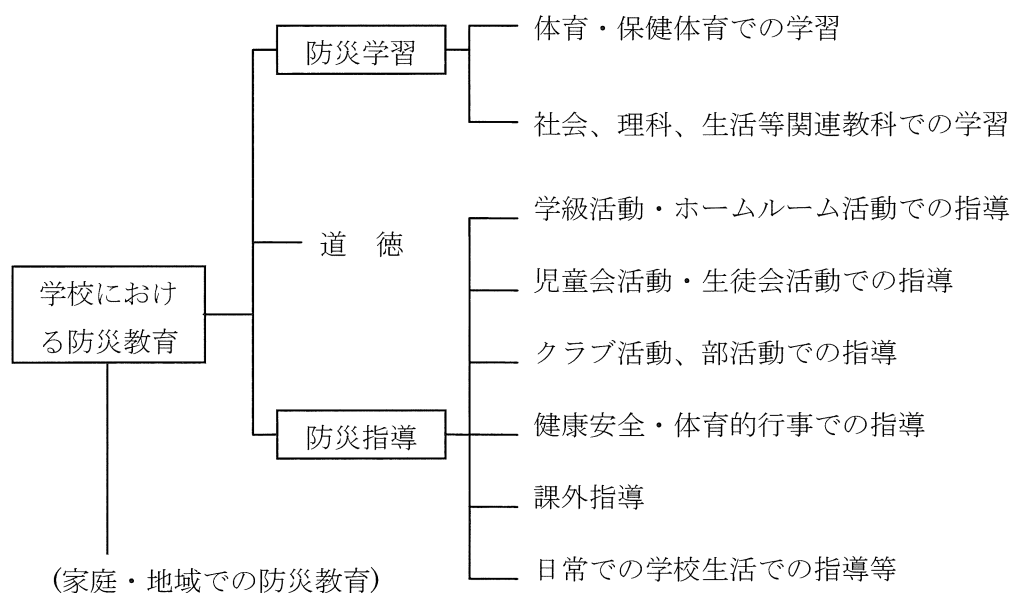 防災学習
体育・保健体育での学習
社会、理科、生活等関連教科での学習
道　徳
学校におけ
る防災教育
防災指導
学級活動・ホームルーム活動での指導
児童会活動・生徒会活動での指導
クラブ活動、部活動での指導
健康安全・体育的行事での指導
課外指導
日常での学校生活での指導等
(家庭・地域での防災教育)